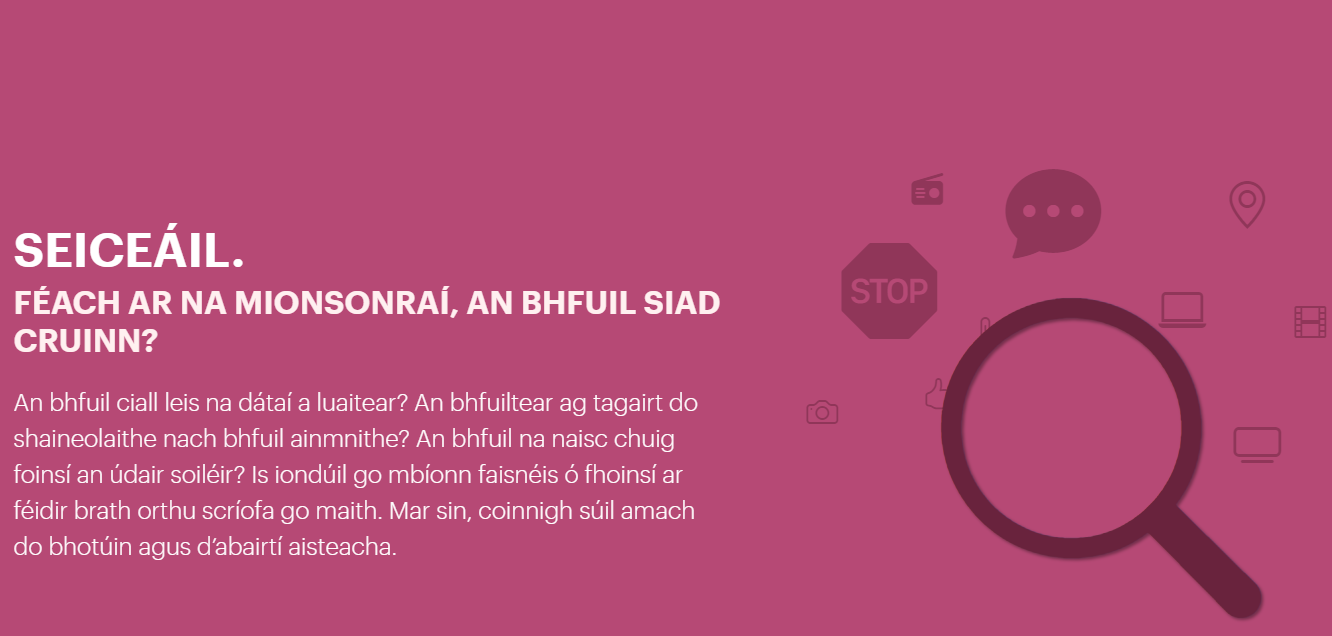 SEICEÁIL.
FÉACH AR NA MIONSONRAÍ, AN BHFUIL SIAD
CRUINN?
An bhfuil ciall leis na dátaí a luaitear? An bhfuiltear ag tagairt do
shaineolaithe nach bhfuil ainmnithe? An bhfuil na naisc chuig
foinsí an údair soiléir? Is iondúil go mbíonn faisnéis ó fhoinsí ar
féidir brath orthu scríofa go maith. Mar sin, coinnigh súil amach
do bhotúin agus d’abairtí aisteacha.
STOP